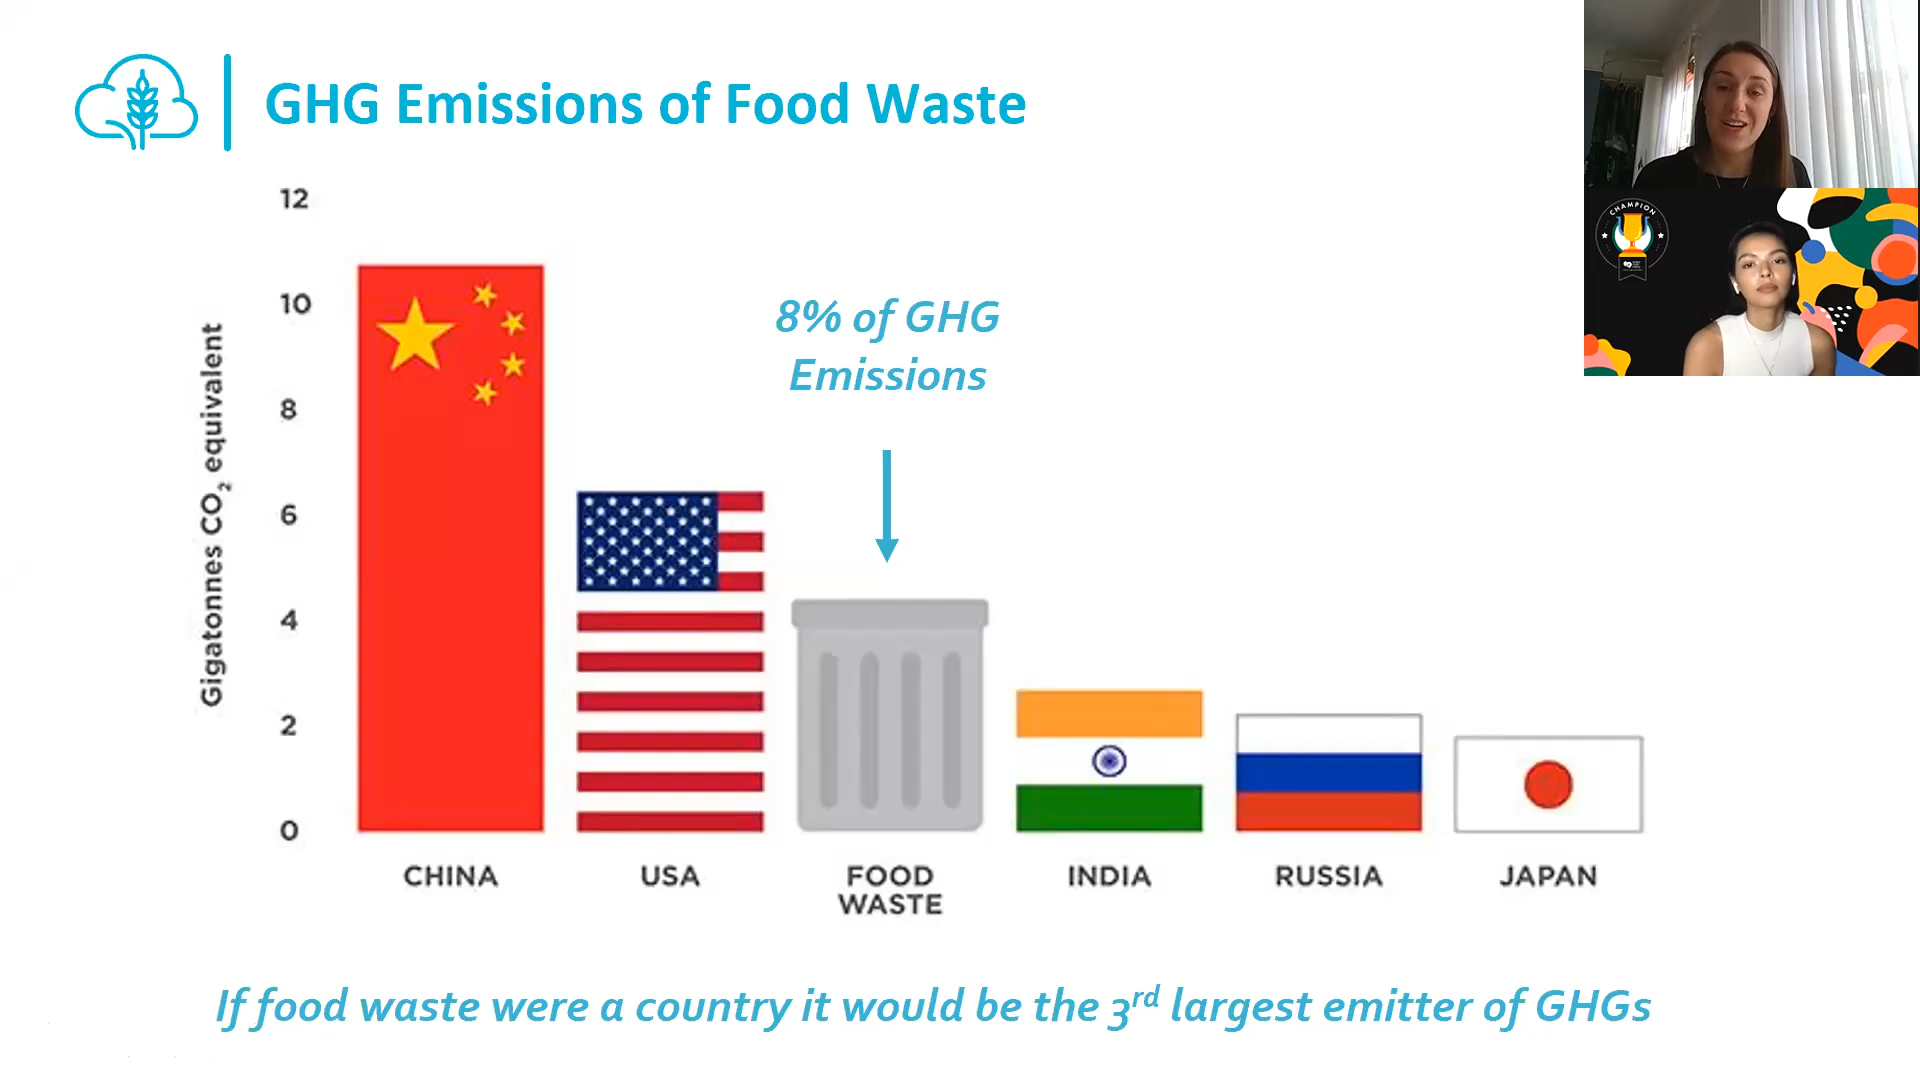 GHG Emissions of Food Waste
CHAMPION
12
10
8
6
4
2
0
Gigatonnes CO₂ equivalent
8% of GHG
Emissions
CHINA
USA
FOOD
WASTE
INDIA
RUSSIA
JAPAN
If food waste were a country it would be the 3rd largest emitter of GHGs